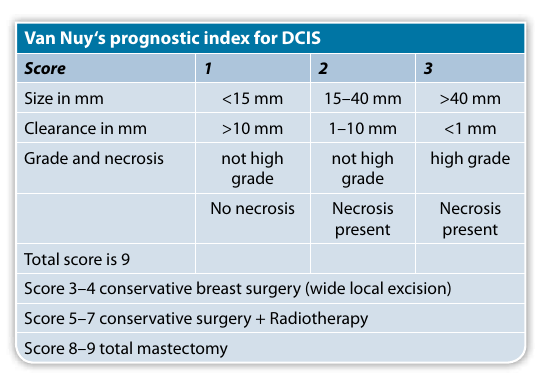 Van Nuy‘s prognostic index for DCIS
Score 1 2 3
Size in mm <15 mm 15–40 mm >40 mm
Clearance in mm >10 mm 1–10 mm <1 mm
Grade and necrosis not high grade not high grade high grade
No necrosis Necrosis present Necrosis present
Total score is 9
Score 3–4 conservative breast surgery (wide local excision)
Score 5–7 conservative surgery + Radiotherapy
Score 8–9 total mastectomy